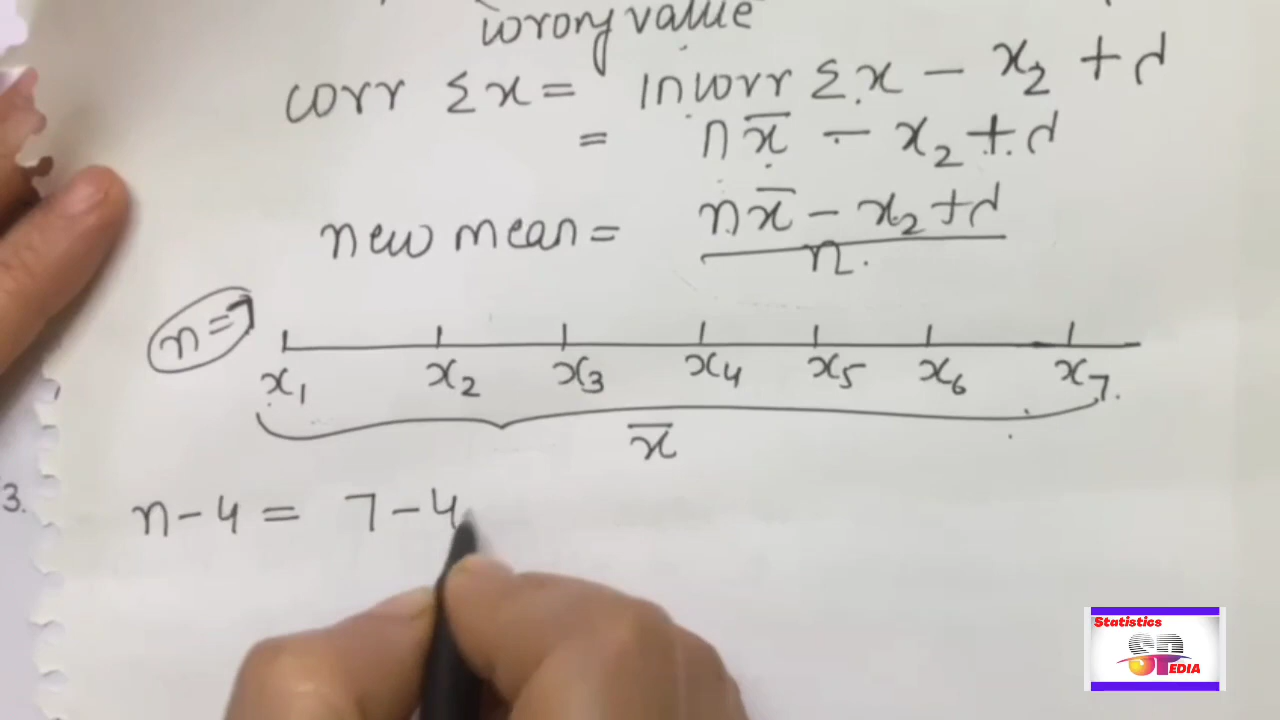 wrong value
corr Σx = incorr Σx − x₂ + λ
= nx̄ − x₂ + λ
new mean = nx̄ − x₂ + λ
n.
n = 7
x₁ x₂ x₃ x₄ x₅ x₆ x₇
x̄
3.
n − 4 = 7 − 4
Statistics
PEDIA